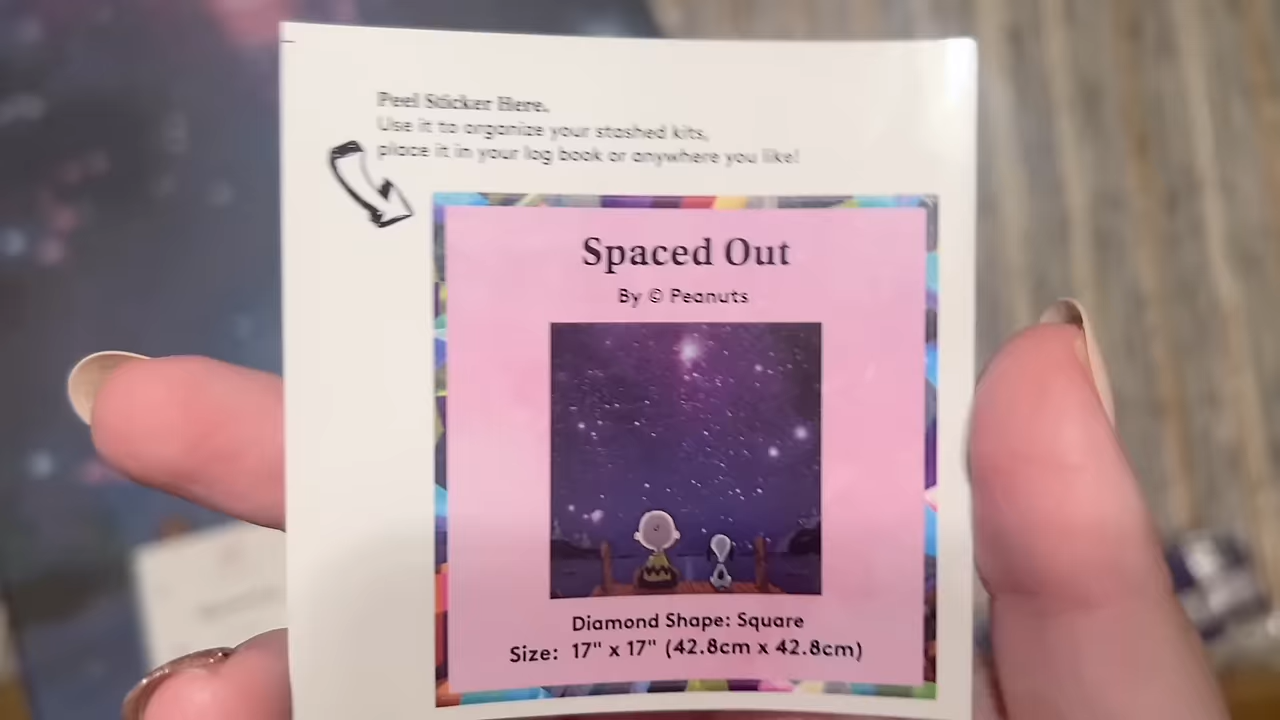 Peel Sticker Here.
Use it to organize your stashed kits,
place it in your log book or anywhere you like!
Spaced Out
By © Peanuts
Diamond Shape: Square
Size: 17" x 17" (42.8cm x 42.8cm)